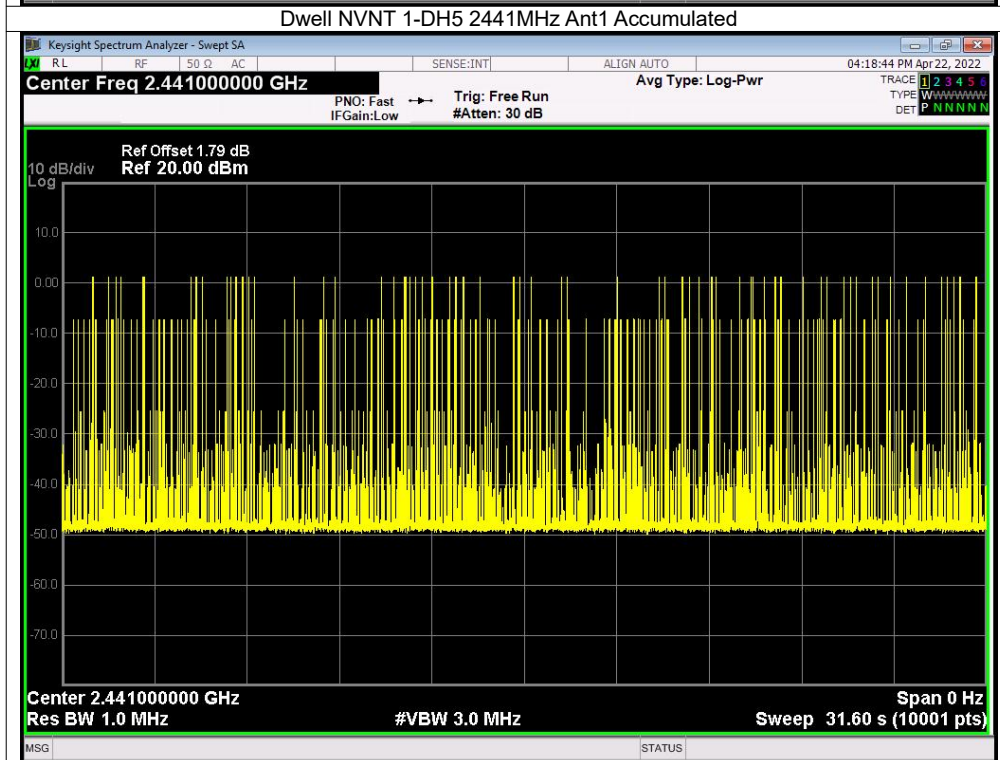 Dwell NVNT 1-DH5 2441MHz Ant1 Accumulated
Keysight Spectrum Analyzer - Swept SA
LXI RL RF 50 Ω AC SENSE:INT ALIGN AUTO 04:18:44 PM Apr 22, 2022
Center Freq 2.441000000 GHz Avg Type: Log-Pwr TRACE 1 2 3 4 5 6
PNO: Fast Trig: Free Run TYPE WWWWWW
IFGain:Low #Atten: 30 dB DET P N N N N N
Ref Offset 1.79 dB
10 dB/div Ref 20.00 dBm
Log
10.0
0.00
-10.0
-20.0
-30.0
-40.0
-50.0
-60.0
-70.0
Center 2.441000000 GHz Span 0 Hz
Res BW 1.0 MHz #VBW 3.0 MHz Sweep 31.60 s (10001 pts)
MSG STATUS